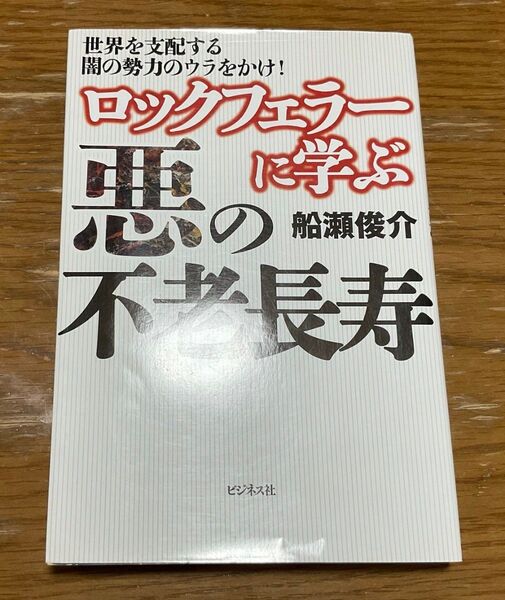 世界を支配する
闇の勢力のウラをかけ!
ロックフェラー
に学ぶ
悪の
船瀬俊介
不老長寿
ビジネス社